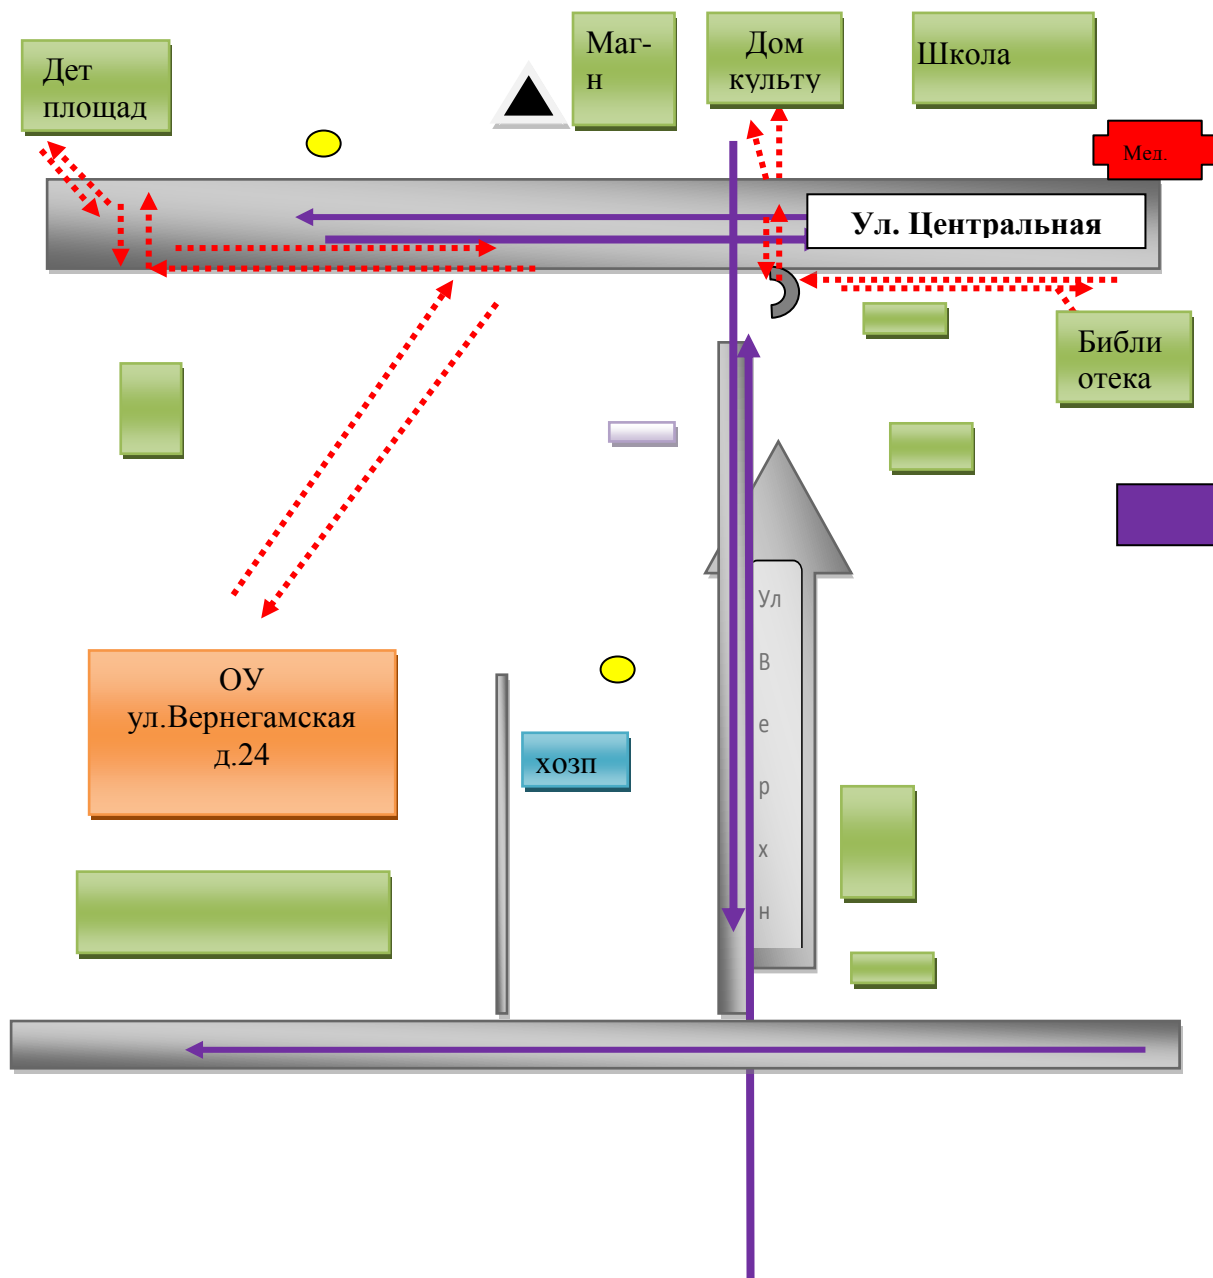 Дет
площад
Маг-
н
Дом
культу
Школа
Мед.
Ул. Центральная
Библи
отека
Ул
В
е
р
х
н
ОУ
ул.Вернегамская
д.24
хозп